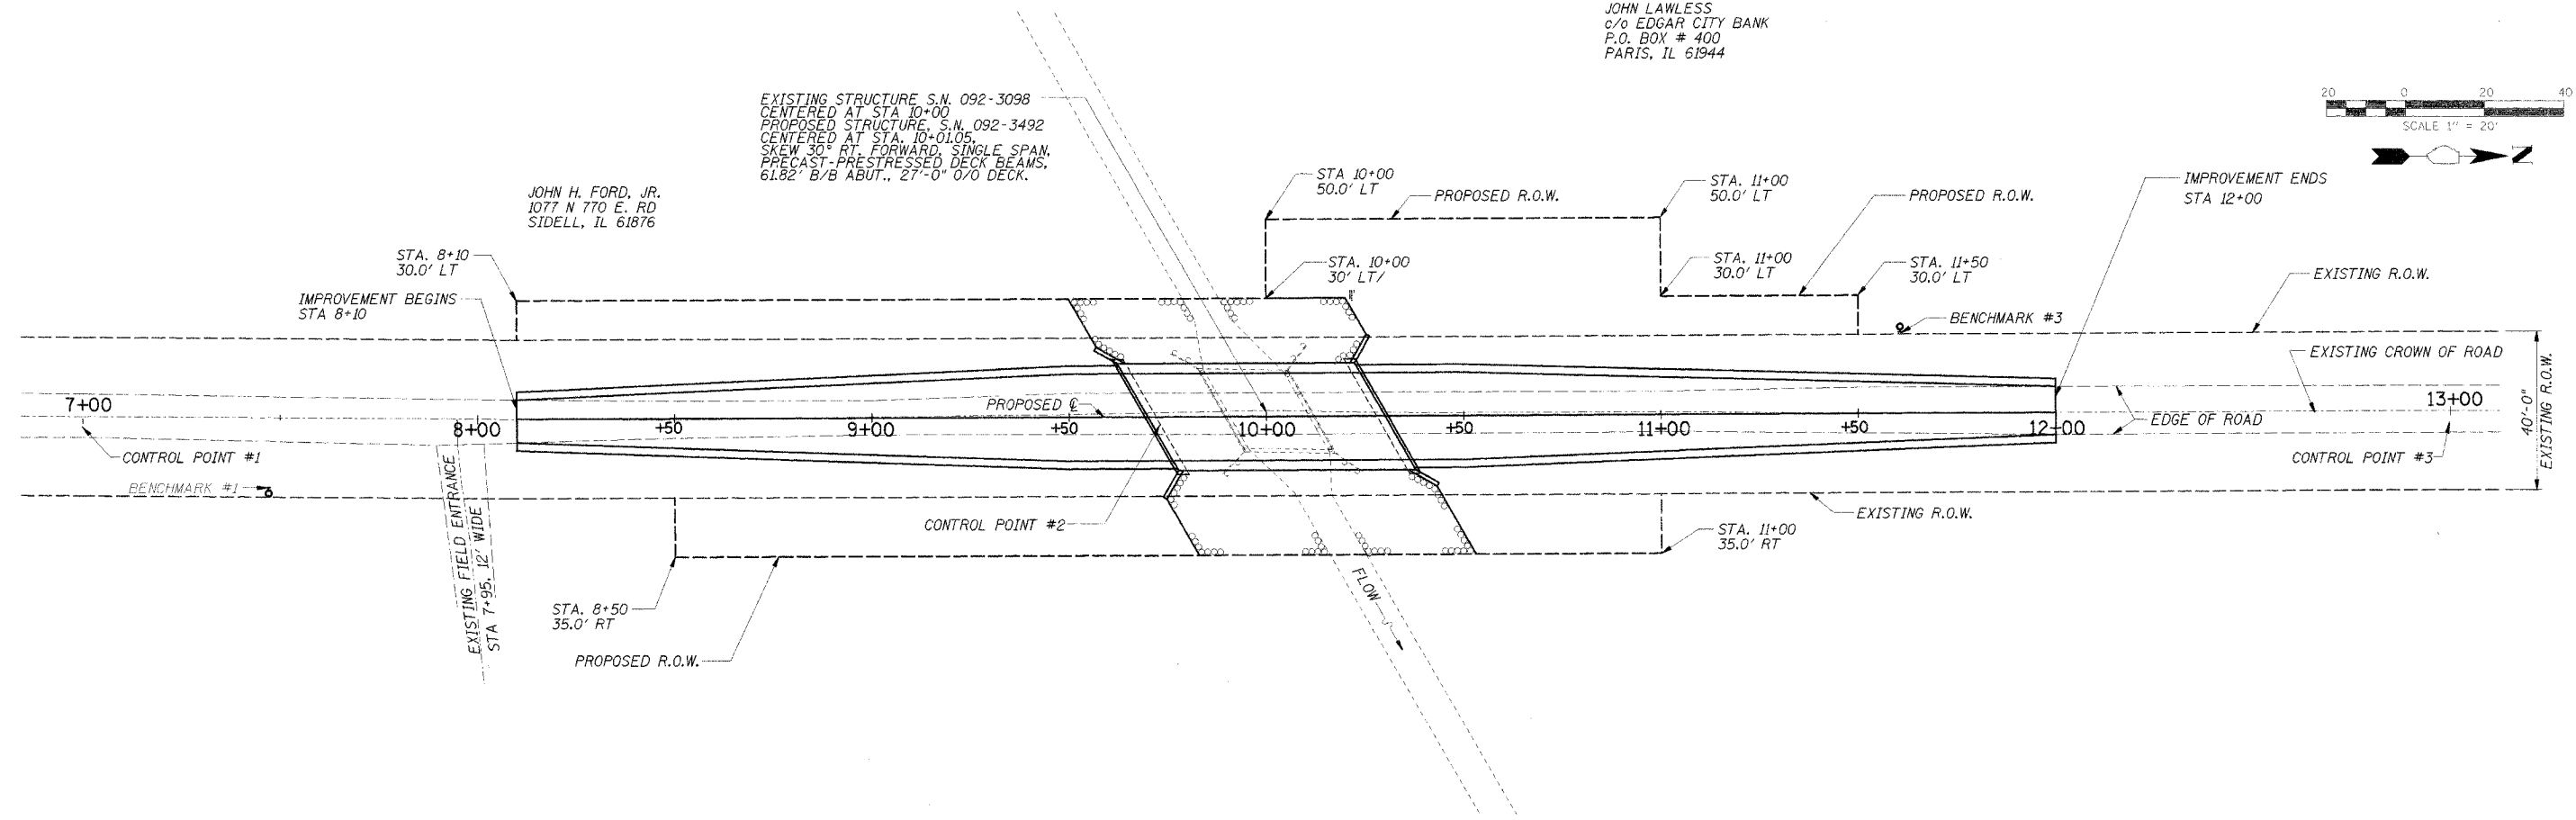 JOHN LAWLESS
c/o EDGAR CITY BANK
P.O. BOX # 400
PARIS, IL 61944
20 0 20 40
SCALE 1" = 20'
EXISTING STRUCTURE S.N. 092-3098
CENTERED AT STA 10+00
PROPOSED STRUCTURE, S.N. 092-3492
CENTERED AT STA. 10+01.05,
SKEW 30° RT. FORWARD, SINGLE SPAN,
PRECAST-PRESTRESSED DECK BEAMS,
61.82' B/B ABUT., 27'-0" O/O DECK.
JOHN H. FORD, JR.
1077 N 770 E. RD
SIDELL, IL 61876
STA 10+00
50.0' LT
PROPOSED R.O.W.
STA. 11+00
50.0' LT
PROPOSED R.O.W.
IMPROVEMENT ENDS
STA 12+00
STA. 8+10
30.0' LT
STA. 10+00
30' LT/
STA. 11+00
30.0' LT
STA. 11+50
30.0' LT
EXISTING R.O.W.
IMPROVEMENT BEGINS
STA 8+10
BENCHMARK #3
EXISTING CROWN OF ROAD
7+00
8+00
+50
9+00
+50
PROPOSED ℄
10+00
+50
11+00
+50
12+00
EDGE OF ROAD
13+00
40'-0"
EXISTING R.O.W.
CONTROL POINT #1
CONTROL POINT #3
BENCHMARK #1
EXISTING FIELD ENTRANCE
STA 7+95, 12' WIDE
CONTROL POINT #2
EXISTING R.O.W.
STA. 11+00
35.0' RT
FLOW
STA. 8+50
35.0' RT
PROPOSED R.O.W.